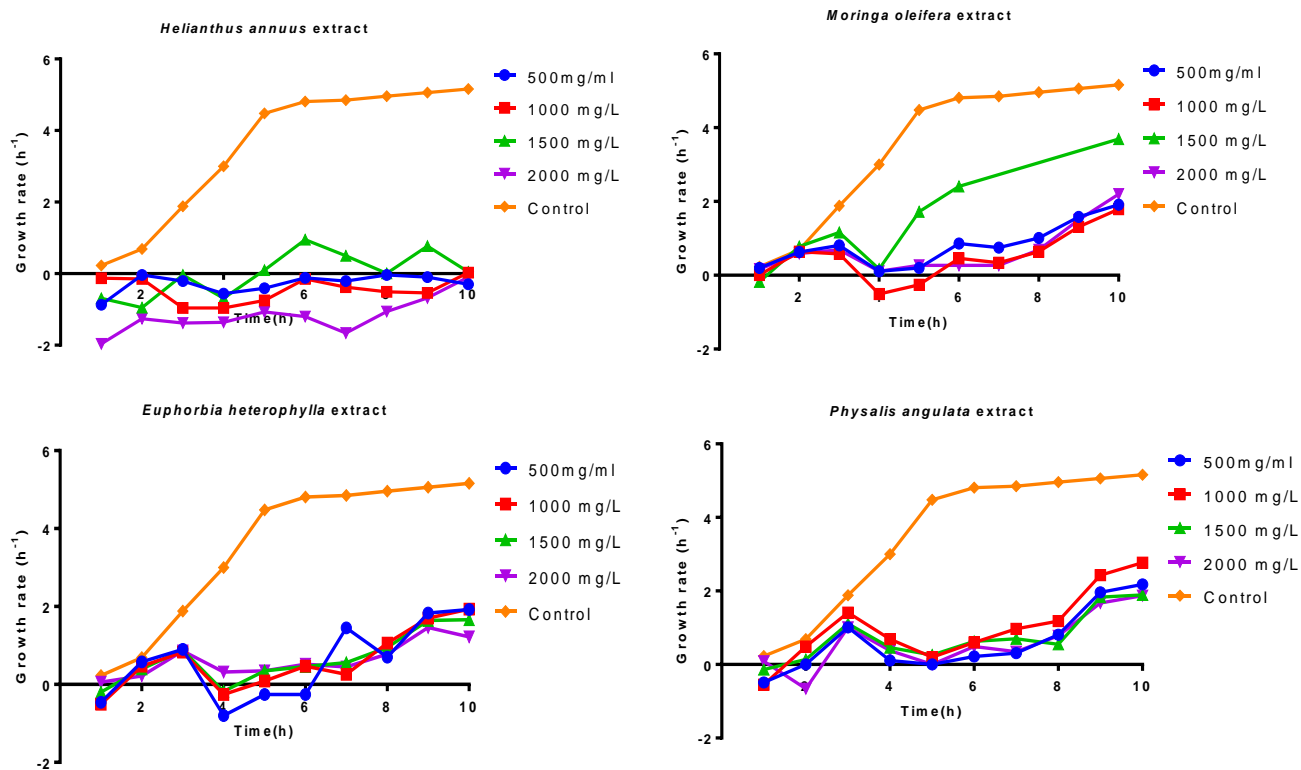 Helianthus annuus extract
6
4
2
0
-2
Growth rate (h-1)
2
4
6
8
10
Time(h)
500mg/ml
1000 mg/L
1500 mg/L
2000 mg/L
Control
Moringa oleifera extract
6
4
2
0
-2
Growth rate (h-1)
2
4
6
8
10
Time(h)
500mg/ml
1000 mg/L
1500 mg/L
2000 mg/L
Control
Euphorbia heterophylla extract
6
4
2
0
-2
Growth rate (h-1)
2
4
6
8
10
Time(h)
500mg/ml
1000 mg/L
1500 mg/L
2000 mg/L
Control
Physalis angulata extract
6
4
2
0
-2
Growth rate (h-1)
2
4
6
8
10
Time(h)
500mg/ml
1000 mg/L
1500 mg/L
2000 mg/L
Control